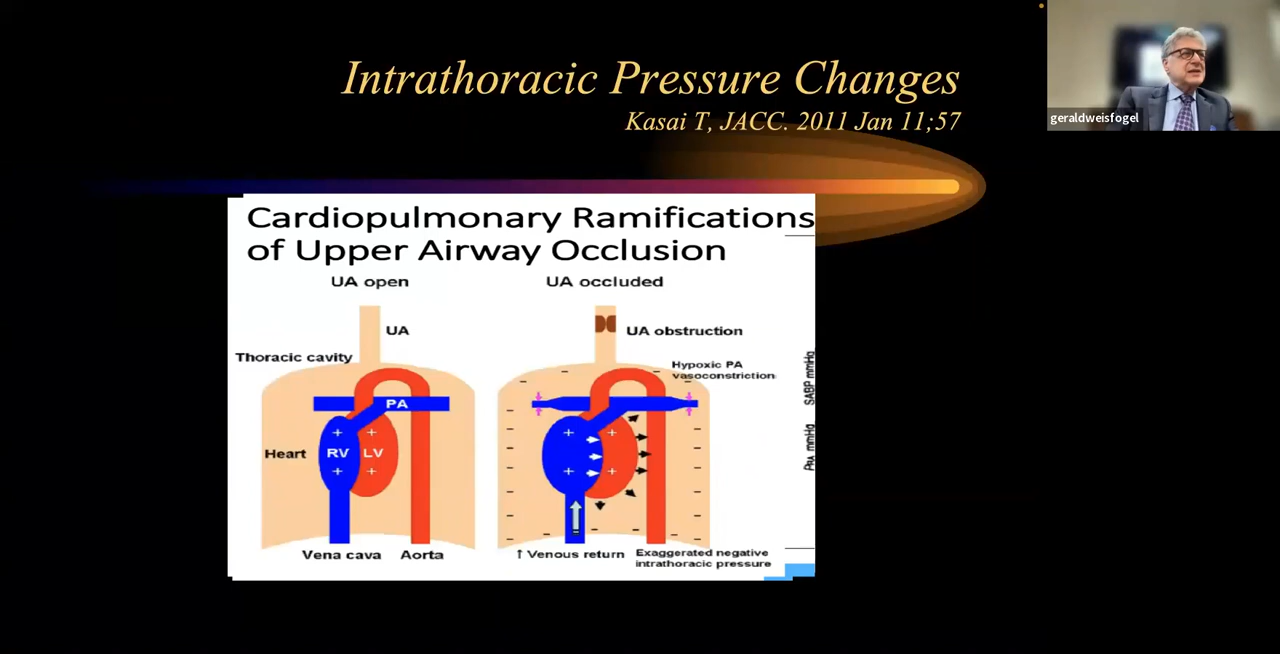 Intrathoracic Pressure Changes
Kasai T, JACC. 2011 Jan 11;57
geraldweisfogel
Cardiopulmonary Ramifications
of Upper Airway Occlusion
UA open
UA occluded
UA
UA obstruction
Thoracic cavity
Hypoxic PA
vasoconstriction
PA
SABP mmHg
Heart
RV
LV
+ +
+ +
+ +
+ +
PRA mmHg
Vena cava
Aorta
↑ Venous return
Exaggerated negative
intrathoracic pressure